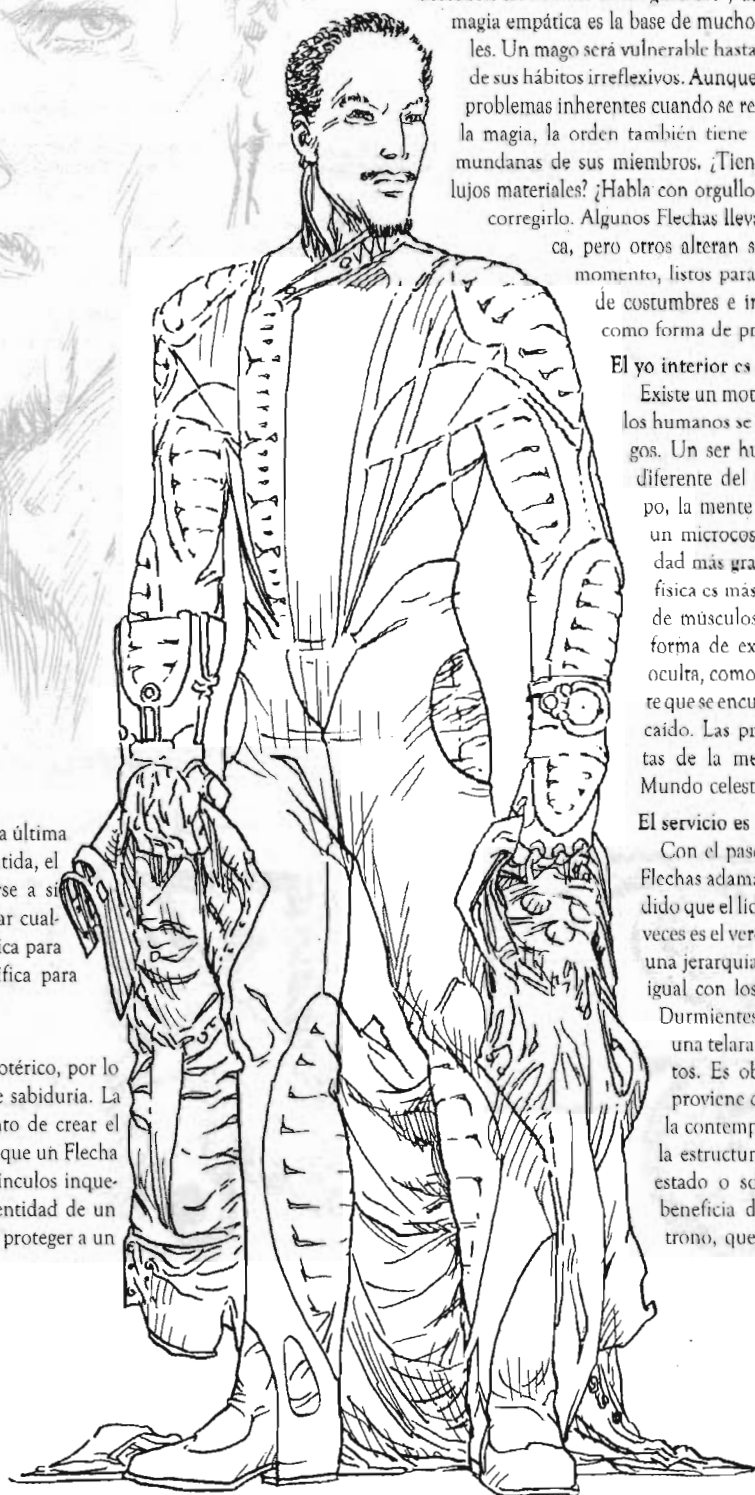 magia empática es la base de mucho
les. Un mago será vulnerable hasta
de sus hábitos irreflexivos. Aunque
problemas inherentes cuando se re
la magia, la orden también tiene
mundanas de sus miembros. ¿Tien
lujos materiales? ¿Habla con orgullo
corregirlo. Algunos Flechas lleva
ca, pero otros alteran s
momento, listos para
de costumbres e in
como forma de pr
El yo interior es
Existe un mot
los humanos se
gos. Un ser hu
diferente del
po, la mente
un microcos
dad más gra
física es más
de músculos
forma de ex
oculta, como
re que se encu
caído. Las pr
tas de la me
Mundo celest
El servicio es
Con el paso
Flechas adama
dido que el lid
veces es el verd
una jerarquía
igual con los
Durmientes
una telara
tos. Es ob
proviene d
la contemp
la estructur
estado o so
beneficia d
trono, que
a última
tida, el
rse a sí
ar cual-
ica para
ífica para
otérico, por lo
e sabiduría. La
nto de crear el
que un Flecha
ínculos inque-
entidad de un
proteger a un